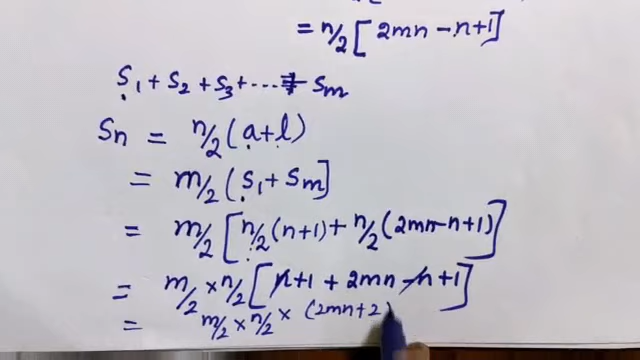 = n/2 [2mn - n+1]
S1 + S2 + S3 + .... + Sm
Sn = n/2 (a+l)
= m/2 (S1 + Sm]
= m/2 [n/2 (n+1) + n/2 (2mn-n+1)]
= m/2 × n/2 [n+1 + 2mn - n+1]
= m/2 × n/2 × (2mn+2